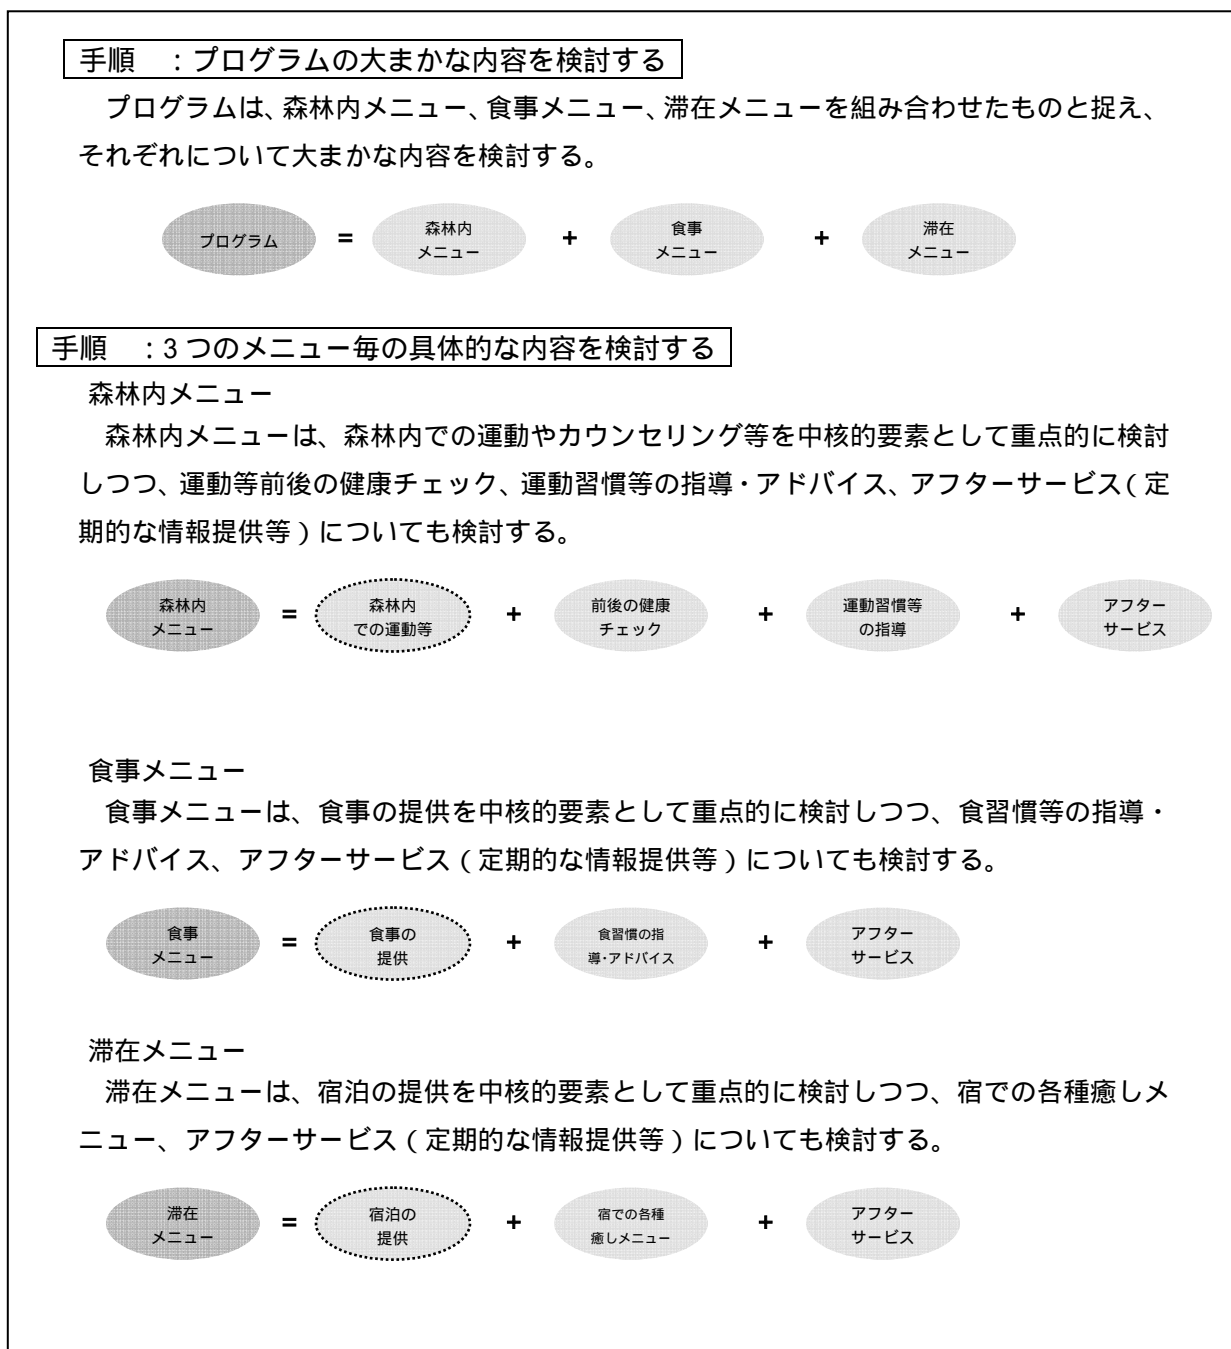 手順　：プログラムの大まかな内容を検討する
プログラムは、森林内メニュー、食事メニュー、滞在メニューを組み合わせたものと捉え、
それぞれについて大まかな内容を検討する。
プログラム = 森林内 + 食事 + 滞在
メニュー メニュー メニュー
手順　：3つのメニュー毎の具体的な内容を検討する
森林内メニュー
森林内メニューは、森林内での運動やカウンセリング等を中核的要素として重点的に検討
しつつ、運動等前後の健康チェック、運動習慣等の指導・アドバイス、アフターサービス（定
期的な情報提供等）についても検討する。
森林内 = 森林内 + 前後の健康 + 運動習慣等 + アフター
メニュー での運動等 チェック の指導 サービス
食事メニュー
食事メニューは、食事の提供を中核的要素として重点的に検討しつつ、食習慣等の指導・
アドバイス、アフターサービス（定期的な情報提供等）についても検討する。
食事 = 食事の + 食習慣の指 + アフター
メニュー 提供 導・アドバイス サービス
滞在メニュー
滞在メニューは、宿泊の提供を中核的要素として重点的に検討しつつ、宿での各種癒しメ
ニュー、アフターサービス（定期的な情報提供等）についても検討する。
滞在 = 宿泊の + 宿での各種 + アフター
メニュー 提供 癒しメニュー サービス